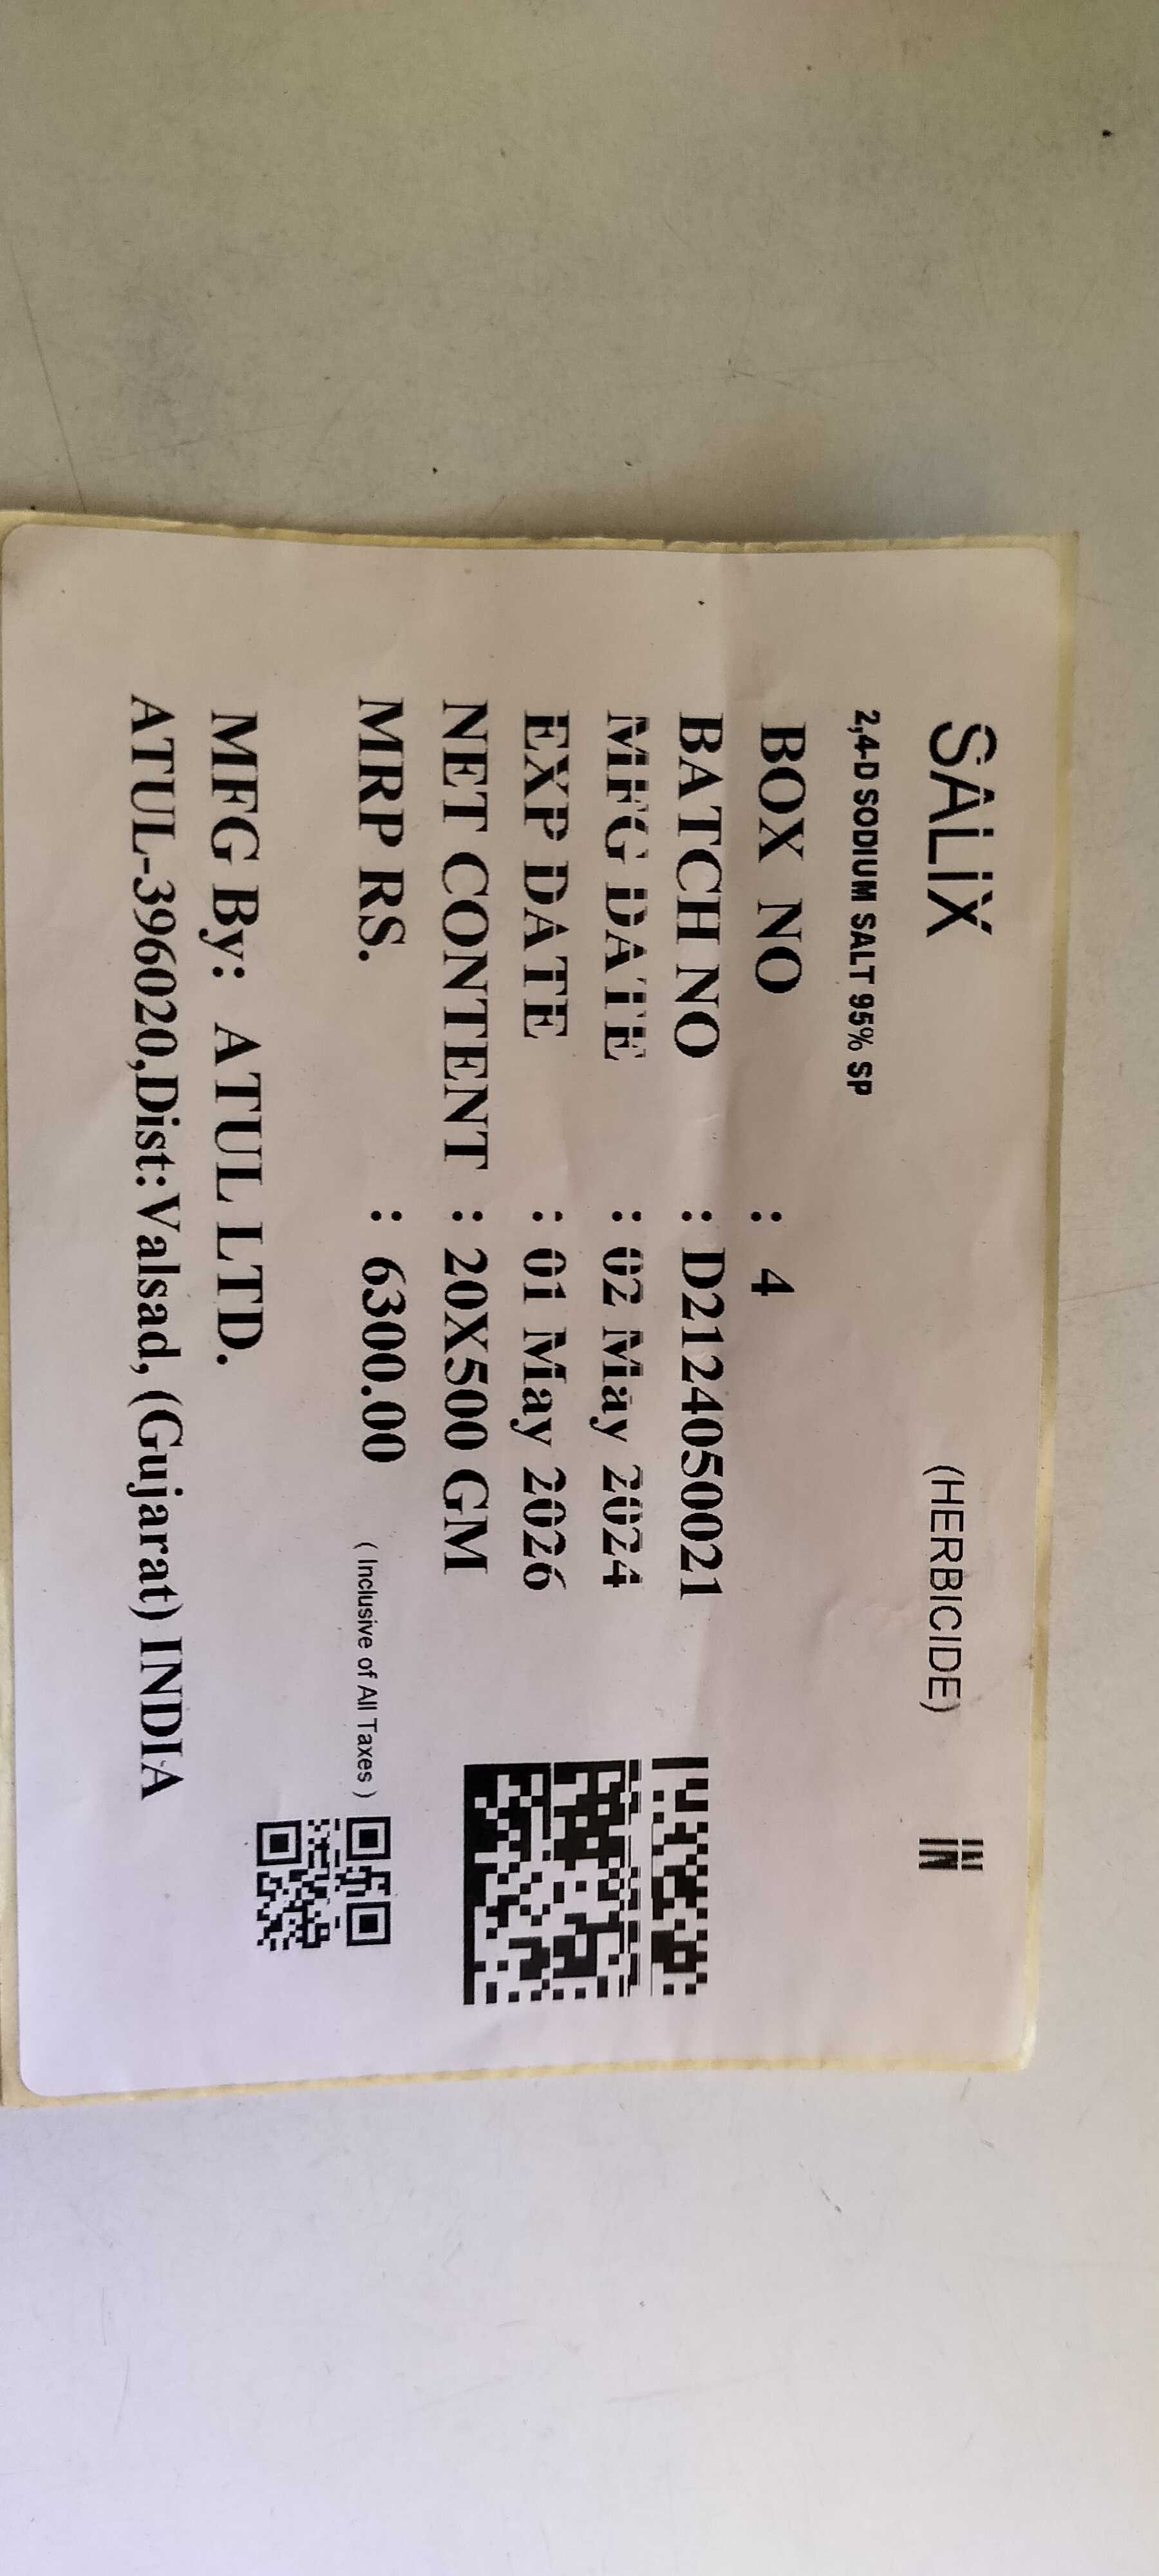 SALIX (HERBICIDE) IN
2,4-D SODIUM SALT 95% SP
BOX NO : 4
BATCH NO : D2124050021
MFG DATE : 02 May 2024
EXP DATE : 01 May 2026
NET CONTENT : 20X500 GM
MRP RS. : 6300.00 ( Inclusive of All Taxes )
MFG By: ATUL LTD.
ATUL-396020,Dist:Valsad, (Gujarat) INDIA